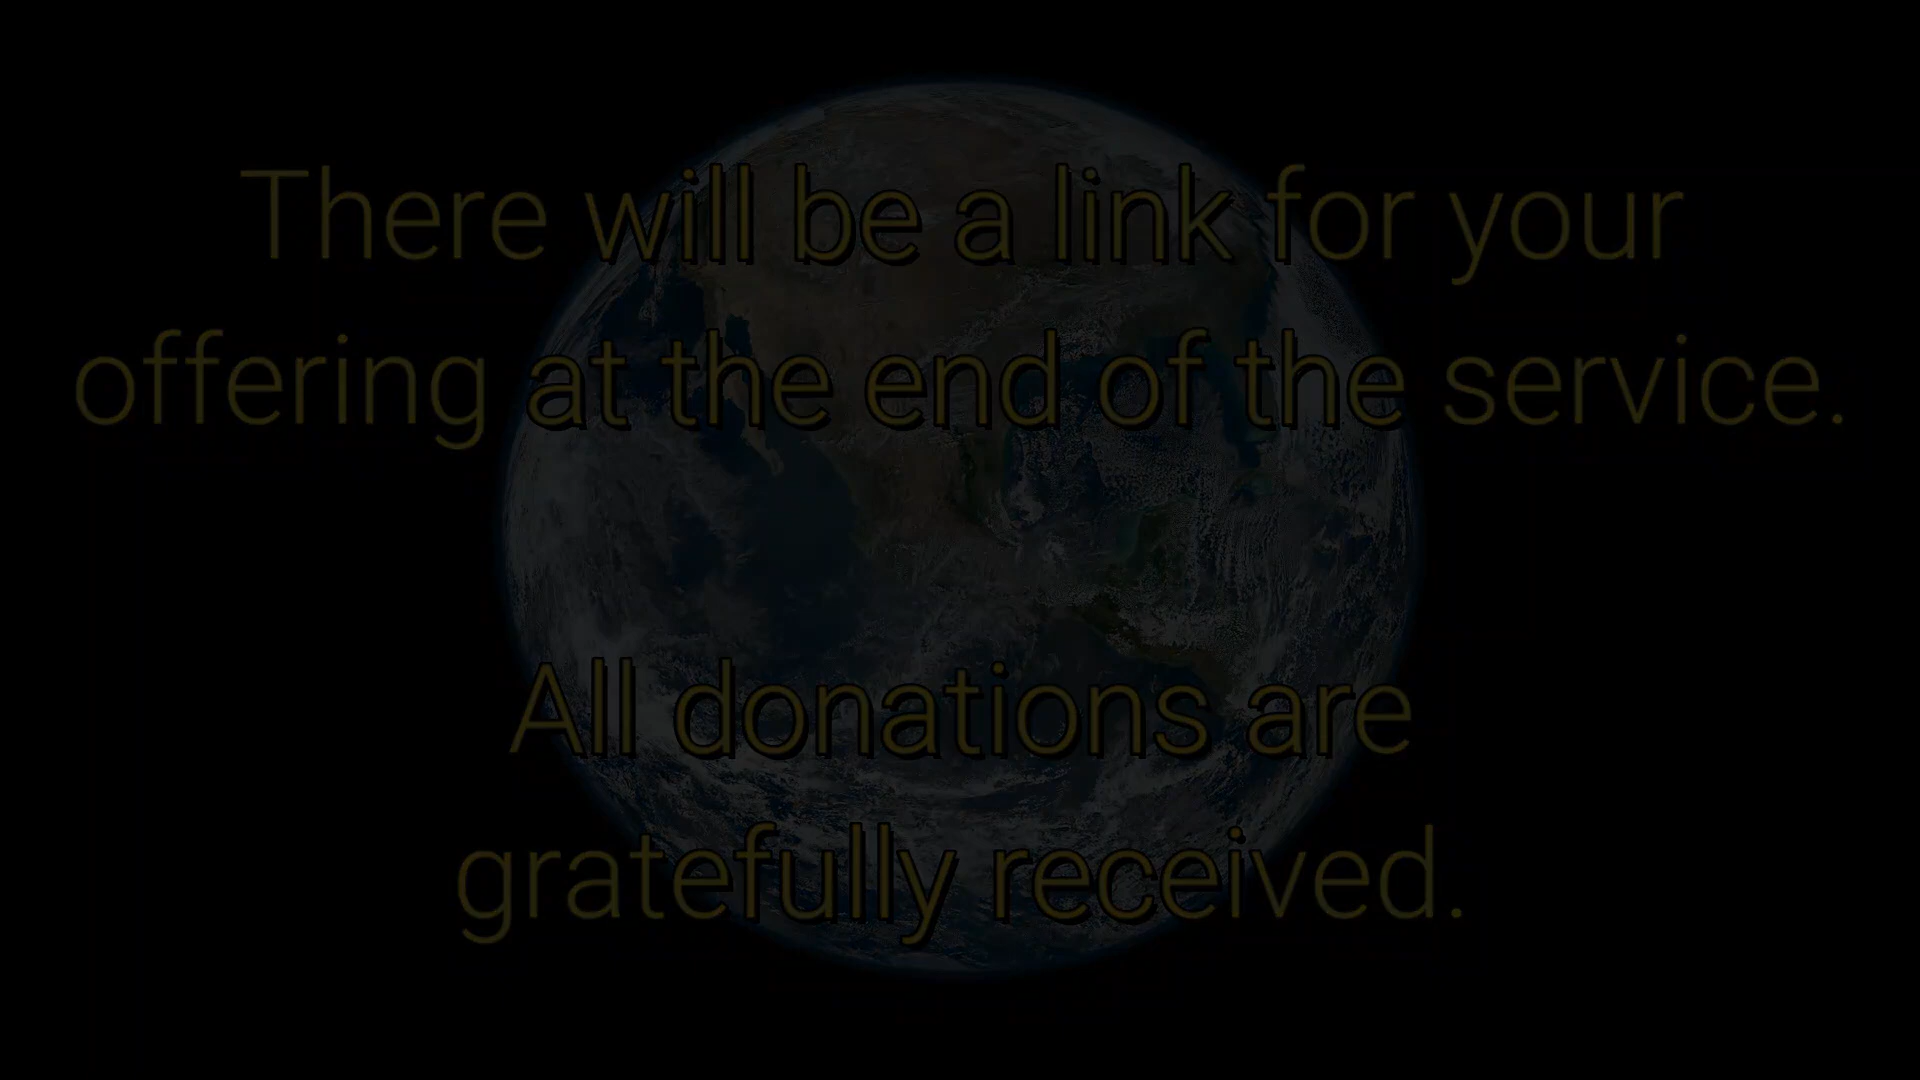 There will be a link for your
offering at the end of the service.
All donations are
gratefully received.